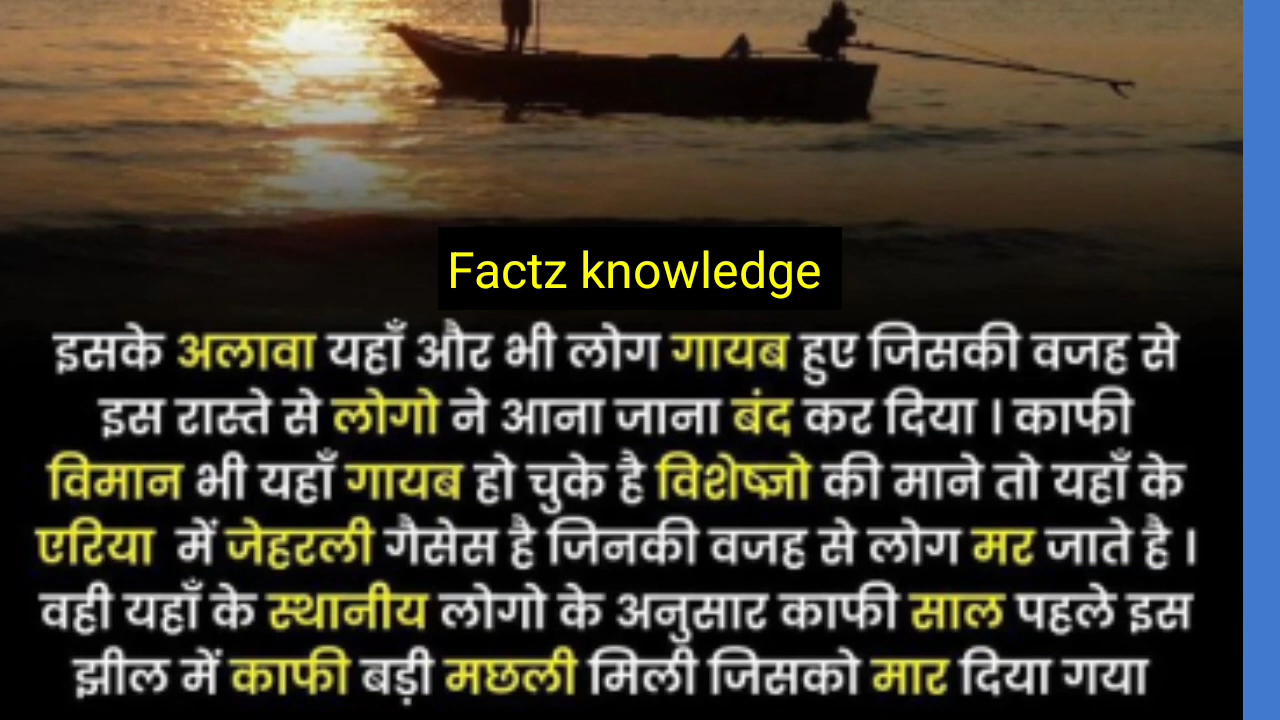 Factz knowledge
इसके अलावा यहाँ और भी लोग गायब हुए जिसकी वजह से
इस रास्ते से लोगो ने आना जाना बंद कर दिया । काफी
विमान भी यहाँ गायब हो चुके है विशेष्ज्ञो की माने तो यहाँ के
एरिया में जेहरली गैसेस है जिनकी वजह से लोग मर जाते है ।
वही यहाँ के स्थानीय लोगो के अनुसार काफी साल पहले इस
झील में काफी बड़ी मछली मिली जिसको मार दिया गया